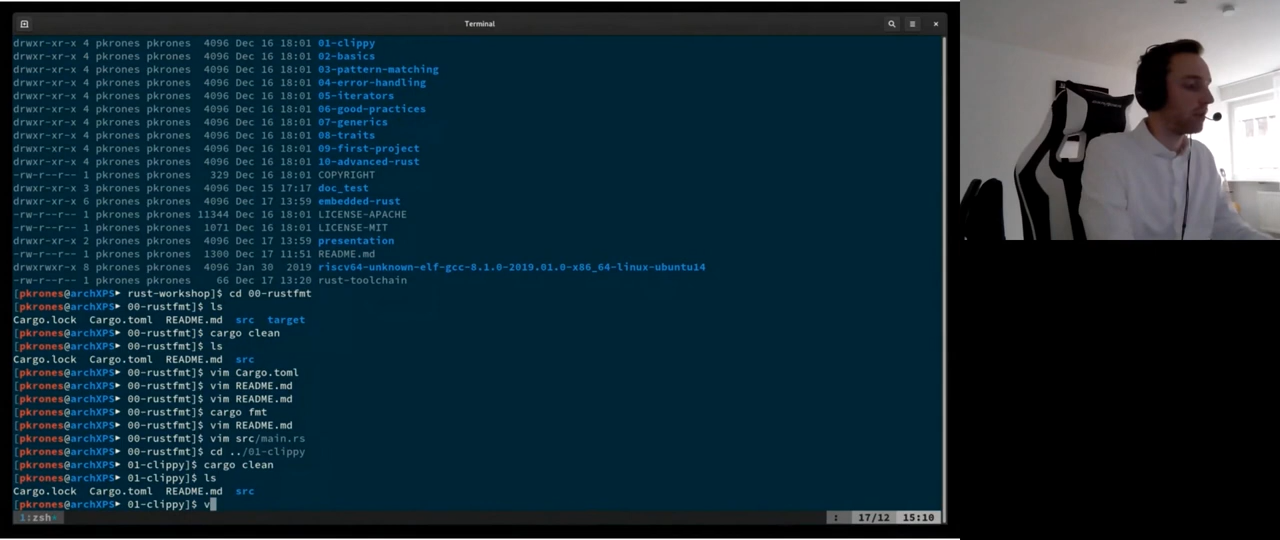 Terminal
drwxr-xr-x 4 pkrones pkrones  4096 Dec 16 18:01 01-clippy
drwxr-xr-x 4 pkrones pkrones  4096 Dec 16 18:01 02-basics
drwxr-xr-x 4 pkrones pkrones  4096 Dec 16 18:01 03-pattern-matching
drwxr-xr-x 4 pkrones pkrones  4096 Dec 16 18:01 04-error-handling
drwxr-xr-x 4 pkrones pkrones  4096 Dec 16 18:01 05-iterators
drwxr-xr-x 4 pkrones pkrones  4096 Dec 16 18:01 06-good-practices
drwxr-xr-x 4 pkrones pkrones  4096 Dec 16 18:01 07-generics
drwxr-xr-x 4 pkrones pkrones  4096 Dec 16 18:01 08-traits
drwxr-xr-x 4 pkrones pkrones  4096 Dec 16 18:01 09-first-project
drwxr-xr-x 4 pkrones pkrones  4096 Dec 16 18:01 10-advanced-rust
-rw-r--r-- 1 pkrones pkrones   329 Dec 16 18:01 COPYRIGHT
drwxr-xr-x 3 pkrones pkrones  4096 Dec 15 17:17 doc_test
drwxr-xr-x 6 pkrones pkrones  4096 Dec 17 13:59 embedded-rust
-rw-r--r-- 1 pkrones pkrones 11344 Dec 16 18:01 LICENSE-APACHE
-rw-r--r-- 1 pkrones pkrones  1071 Dec 16 18:01 LICENSE-MIT
drwxr-xr-x 2 pkrones pkrones  4096 Dec 17 13:59 presentation
-rw-r--r-- 1 pkrones pkrones  1300 Dec 17 11:51 README.md
drwxrwxr-x 8 pkrones pkrones  4096 Jan 30  2019 riscv64-unknown-elf-gcc-8.1.0-2019.01.0-x86_64-linux-ubuntu14
-rw-r--r-- 1 pkrones pkrones    66 Dec 17 13:20 rust-toolchain
[pkrones@archXPS► rust-workshop]$ cd 00-rustfmt
[pkrones@archXPS► 00-rustfmt]$ ls
Cargo.lock  Cargo.toml  README.md  src  target
[pkrones@archXPS► 00-rustfmt]$ cargo clean
[pkrones@archXPS► 00-rustfmt]$ ls
Cargo.lock  Cargo.toml  README.md  src
[pkrones@archXPS► 00-rustfmt]$ vim Cargo.toml
[pkrones@archXPS► 00-rustfmt]$ vim README.md
[pkrones@archXPS► 00-rustfmt]$ vim README.md
[pkrones@archXPS► 00-rustfmt]$ cargo fmt
[pkrones@archXPS► 00-rustfmt]$ vim README.md
[pkrones@archXPS► 00-rustfmt]$ vim src/main.rs
[pkrones@archXPS► 00-rustfmt]$ cd ../01-clippy
[pkrones@archXPS► 01-clippy]$ cargo clean
[pkrones@archXPS► 01-clippy]$ ls
Cargo.lock  Cargo.toml  README.md  src
[pkrones@archXPS► 01-clippy]$ v
1:zsh* : 17/12 15:10